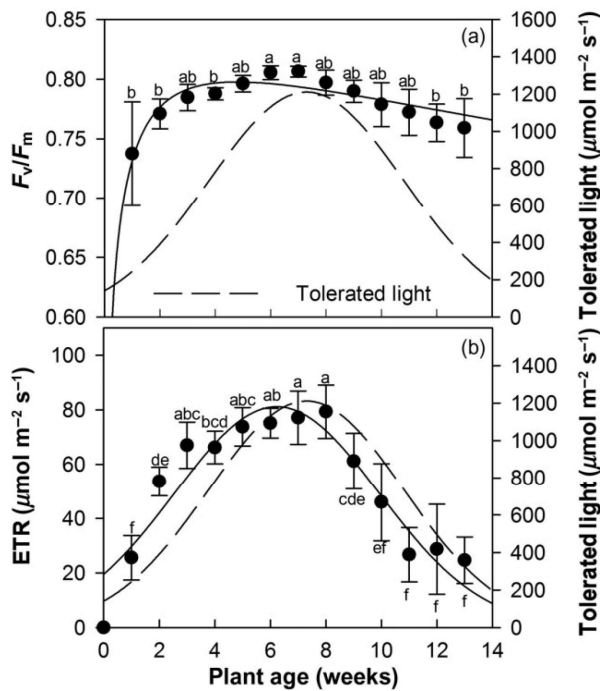 (a)
Fv/Fm
0.85
0.80
0.75
0.80
0.65
0.60
b b ab b ab a a ab ab ab ab b b
Tolerated light
1600
1400
1200
1000
800
600
400
200
0
Tolerated light (μmol m−2 s−1)
(b)
ETR (μmol m−2 s−1)
100
80
60
40
20
0
f de abc bcd abc ab a a cde ef f f f
1400
1200
1000
800
600
400
200
0
Tolerated light (μmol m−2 s−1)
0 2 4 6 8 10 12 14
Plant age (weeks)